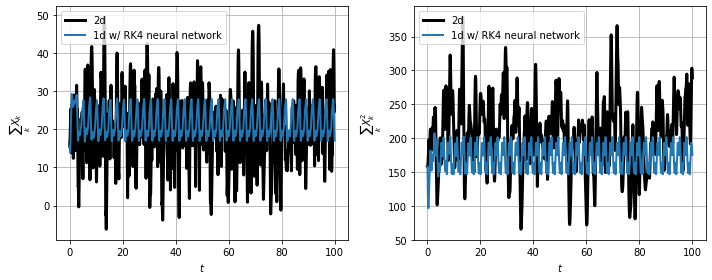 2d
1d w/ RK4 neural network
50
40
30
20
10
0
∑ₖ Xₖ
0 20 40 60 80 100
t
2d
1d w/ RK4 neural network
350
300
250
200
150
100
50
∑ₖ Xₖ²
0 20 40 60 80 100
t